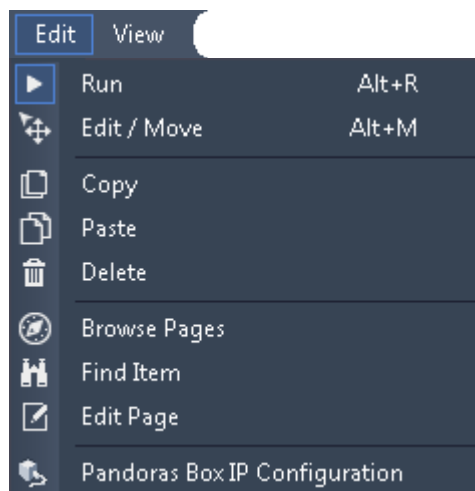 Edit View
Run Alt+R
Edit / Move Alt+M
Copy
Paste
Delete
Browse Pages
Find Item
Edit Page
Pandoras Box IP Configuration